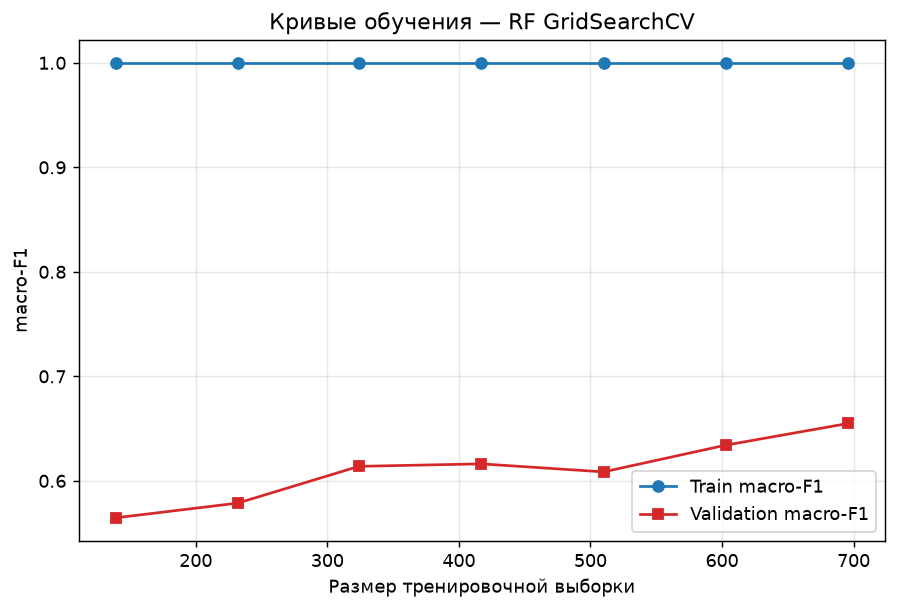 Кривые обучения — RF GridSearchCV
1.0
0.9
0.8
0.7
0.6
macro-F1
Train macro-F1
Validation macro-F1
200 300 400 500 600 700
Размер тренировочной выборки